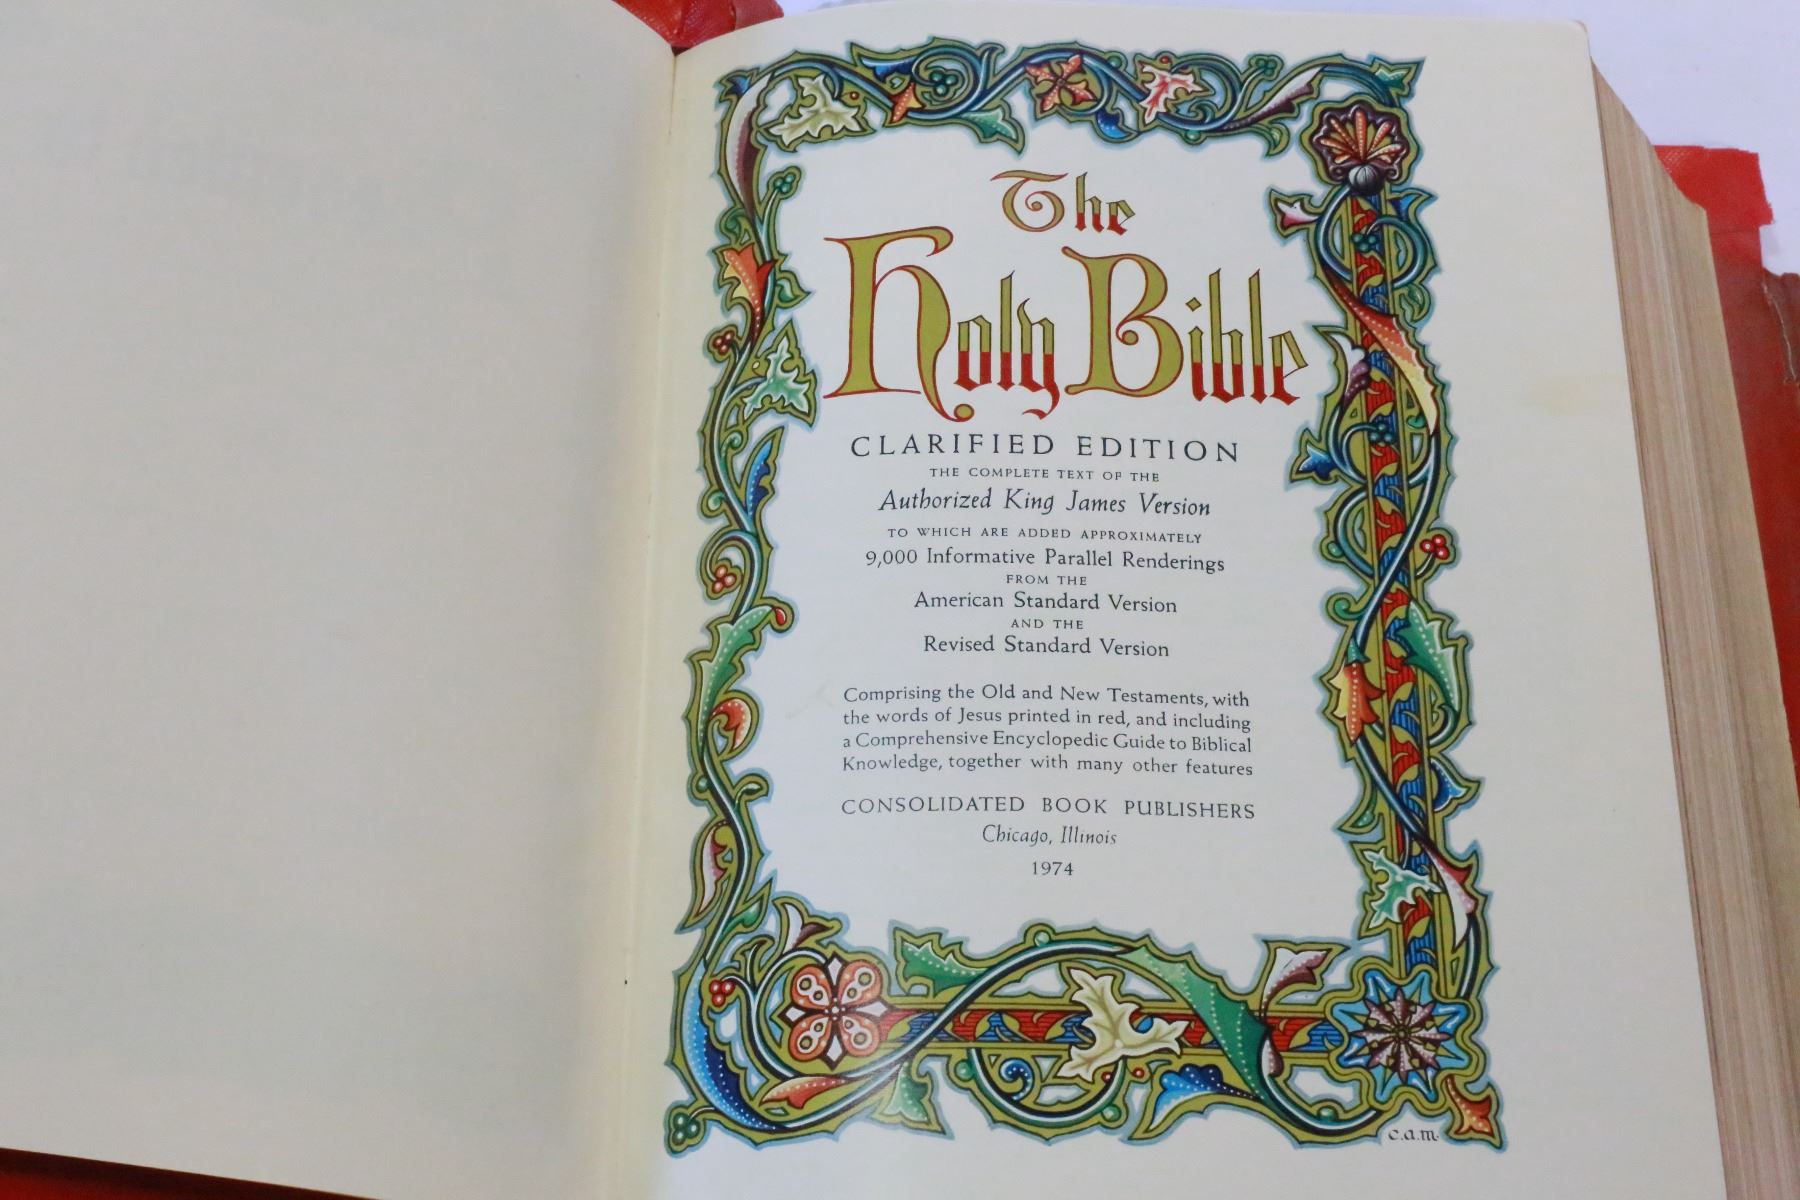 The
Holy Bible
CLARIFIED EDITION
THE COMPLETE TEXT OF THE
Authorized King James Version
TO WHICH ARE ADDED APPROXIMATELY
9,000 Informative Parallel Renderings
FROM THE
American Standard Version
AND THE
Revised Standard Version
Comprising the Old and New Testaments, with
the words of Jesus printed in red, and including
a Comprehensive Encyclopedic Guide to Biblical
Knowledge, together with many other features
CONSOLIDATED BOOK PUBLISHERS
Chicago, Illinois
1974
c.a.m.